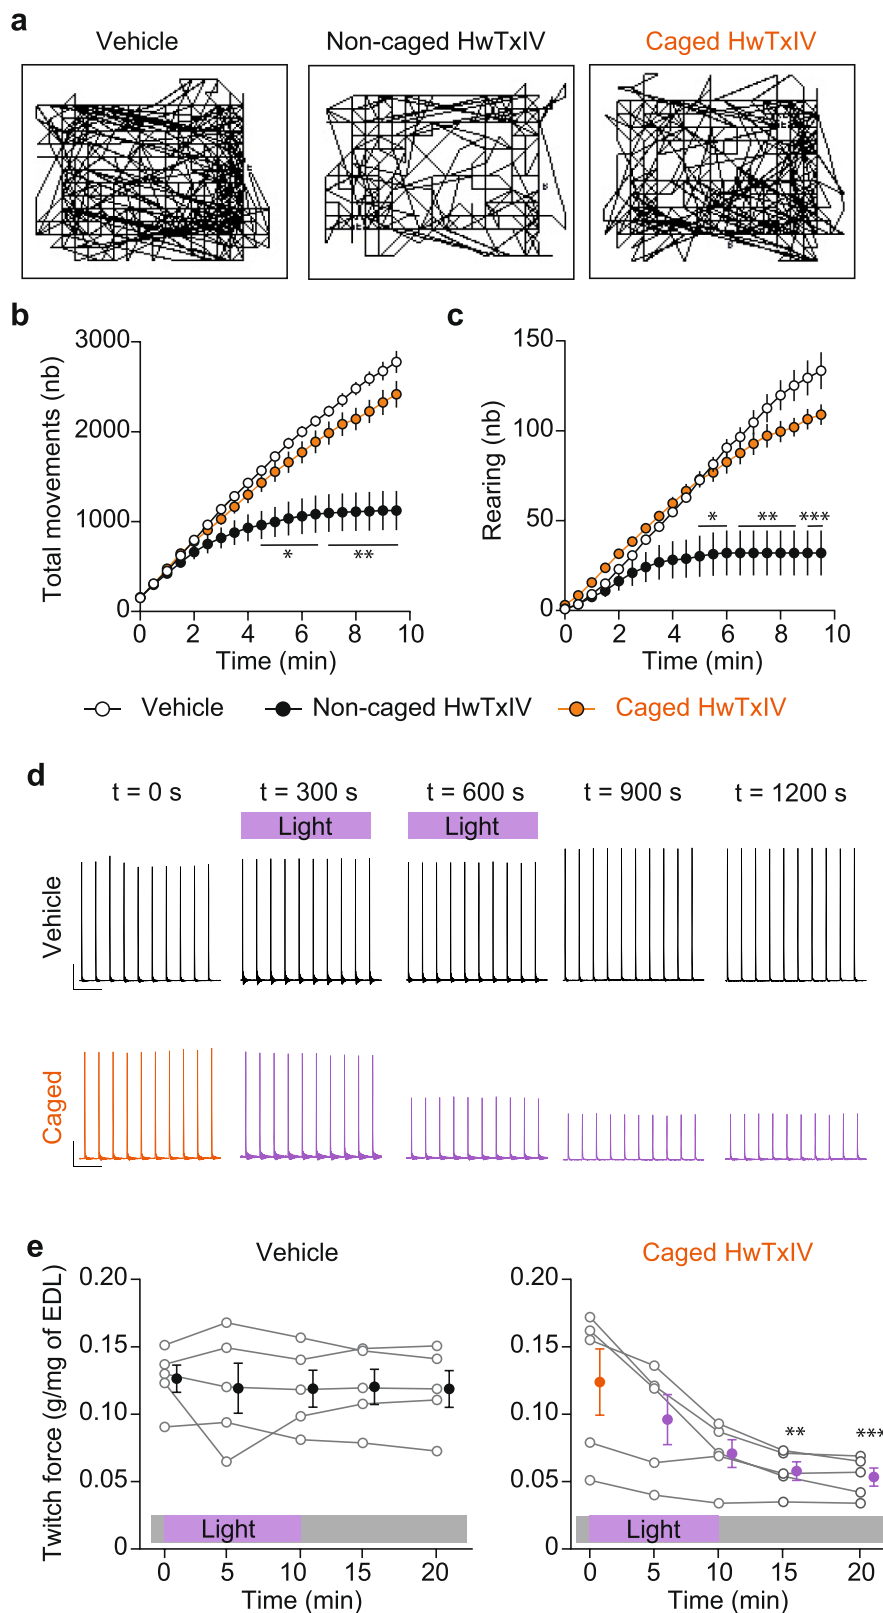 a
Vehicle
Non-caged HwTxIV
Caged HwTxIV
b
Total movements (nb)
3000
2000
1000
0
*
**
0
2
4
6
8
10
Time (min)
c
Rearing (nb)
150
100
50
0
*
**
***
0
2
4
6
8
10
Time (min)
Vehicle
Non-caged HwTxIV
Caged HwTxIV
d
t = 0 s
t = 300 s
t = 600 s
t = 900 s
t = 1200 s
Light
Light
Vehicle
Caged
e
Vehicle
Twitch force (g/mg of EDL)
0.20
0.15
0.10
0.05
0
Light
0
5
10
15
20
Time (min)
Caged HwTxIV
0.20
0.15
0.10
0.05
0
**
***
Light
0
5
10
15
20
Time (min)